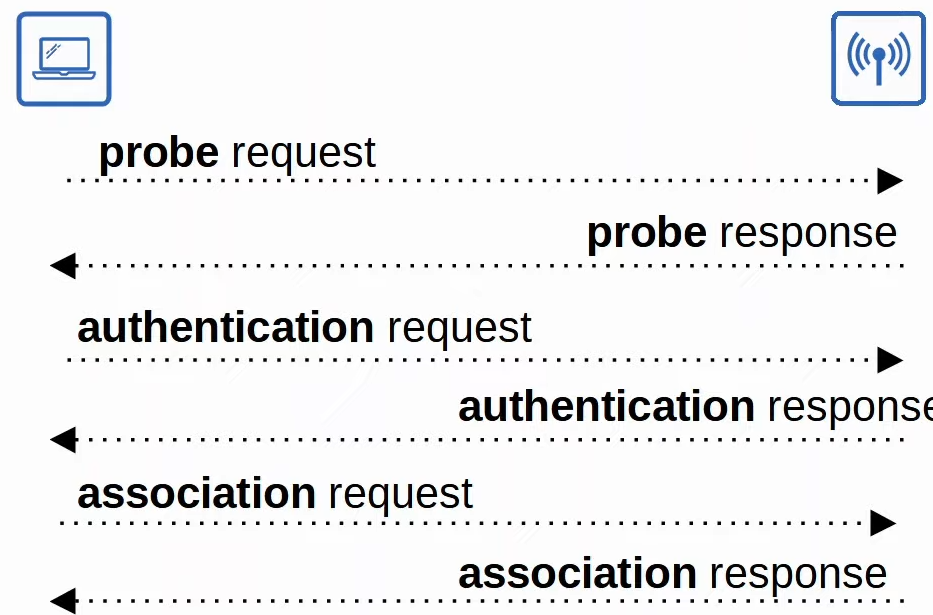 probe request
probe response
authentication request
authentication response
association request
association response